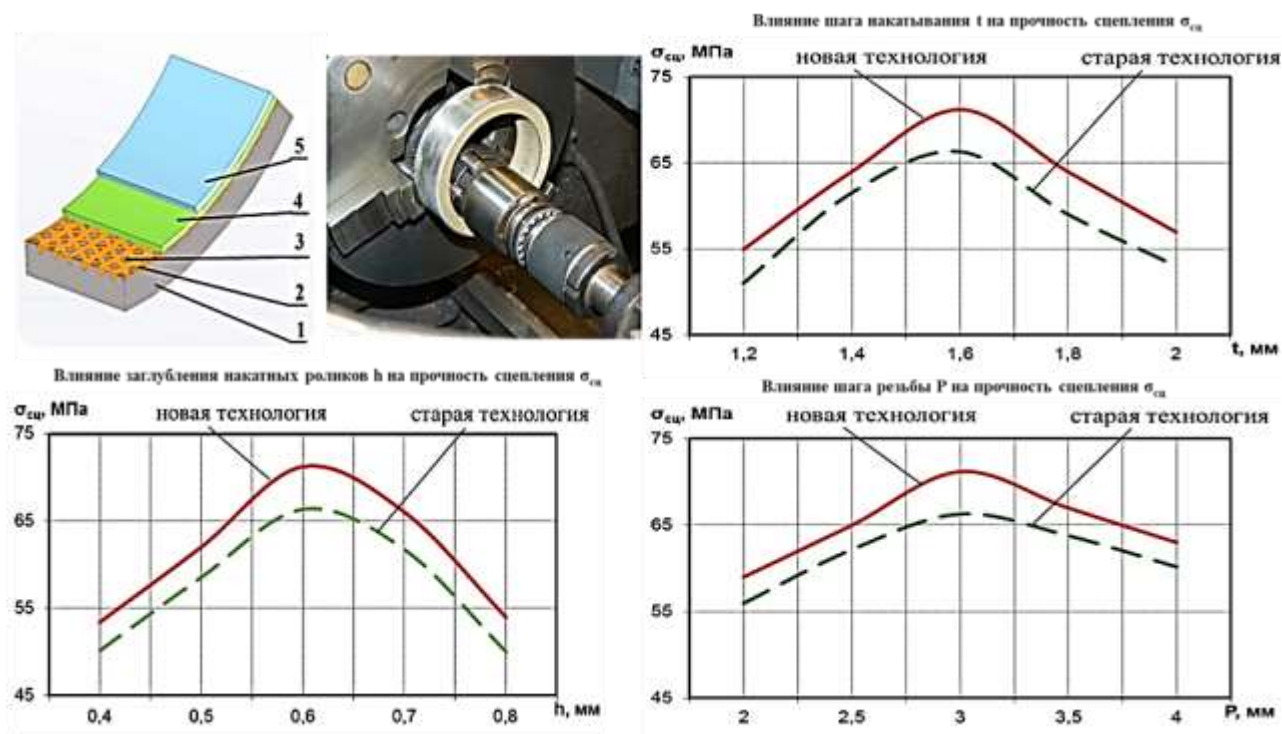 5
4
3
2
1
Влияние шага накатывания t на прочность сцепления σсц
σсц, МПа
новая технология
старая технология
75
65
55
45
1,2
1,4
1,6
1,8
2
t, мм
Влияние заглубления накатных роликов h на прочность сцепления σсц
σсц, МПа
новая технология
старая технология
75
65
55
45
0,4
0,5
0,6
0,7
0,8
h, мм
Влияние шага резьбы P на прочность сцепления σсц
σсц, МПа
новая технология
старая технология
75
65
55
45
2
2,5
3
3,5
4
P, мм